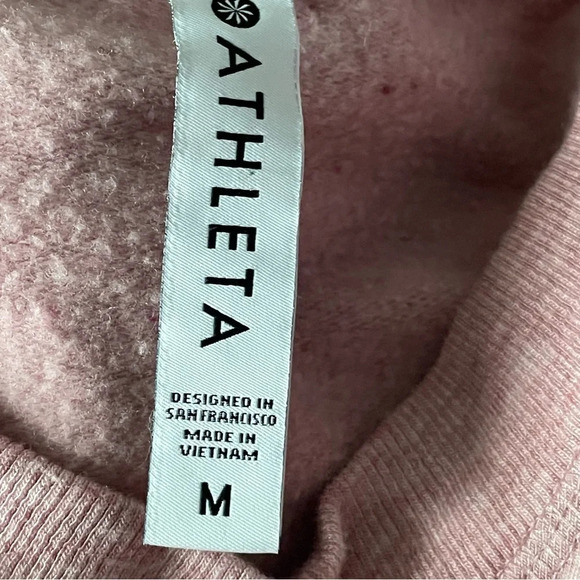 ATHLETA
DESIGNED IN
SAN FRANCISCO
MADE IN
VIETNAM
M